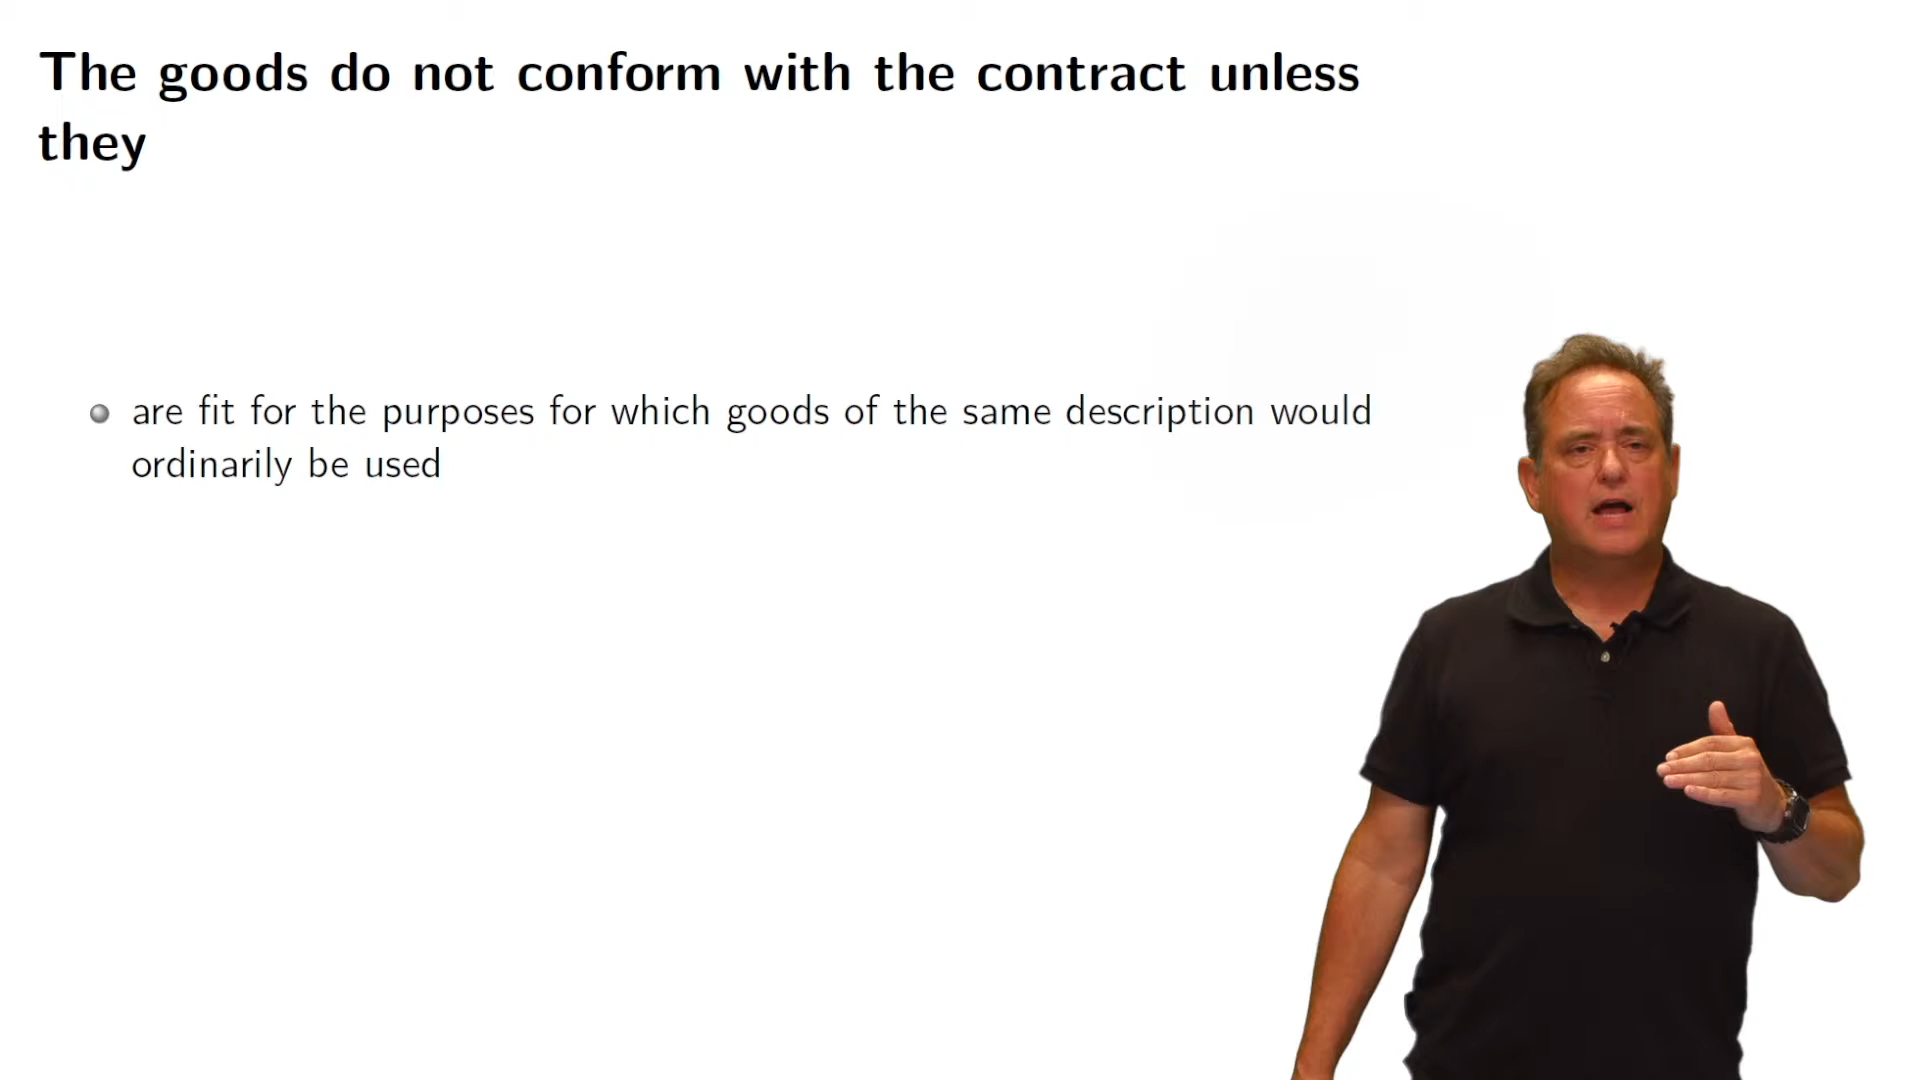 The goods do not conform with the contract unless
they
are fit for the purposes for which goods of the same description would
ordinarily be used